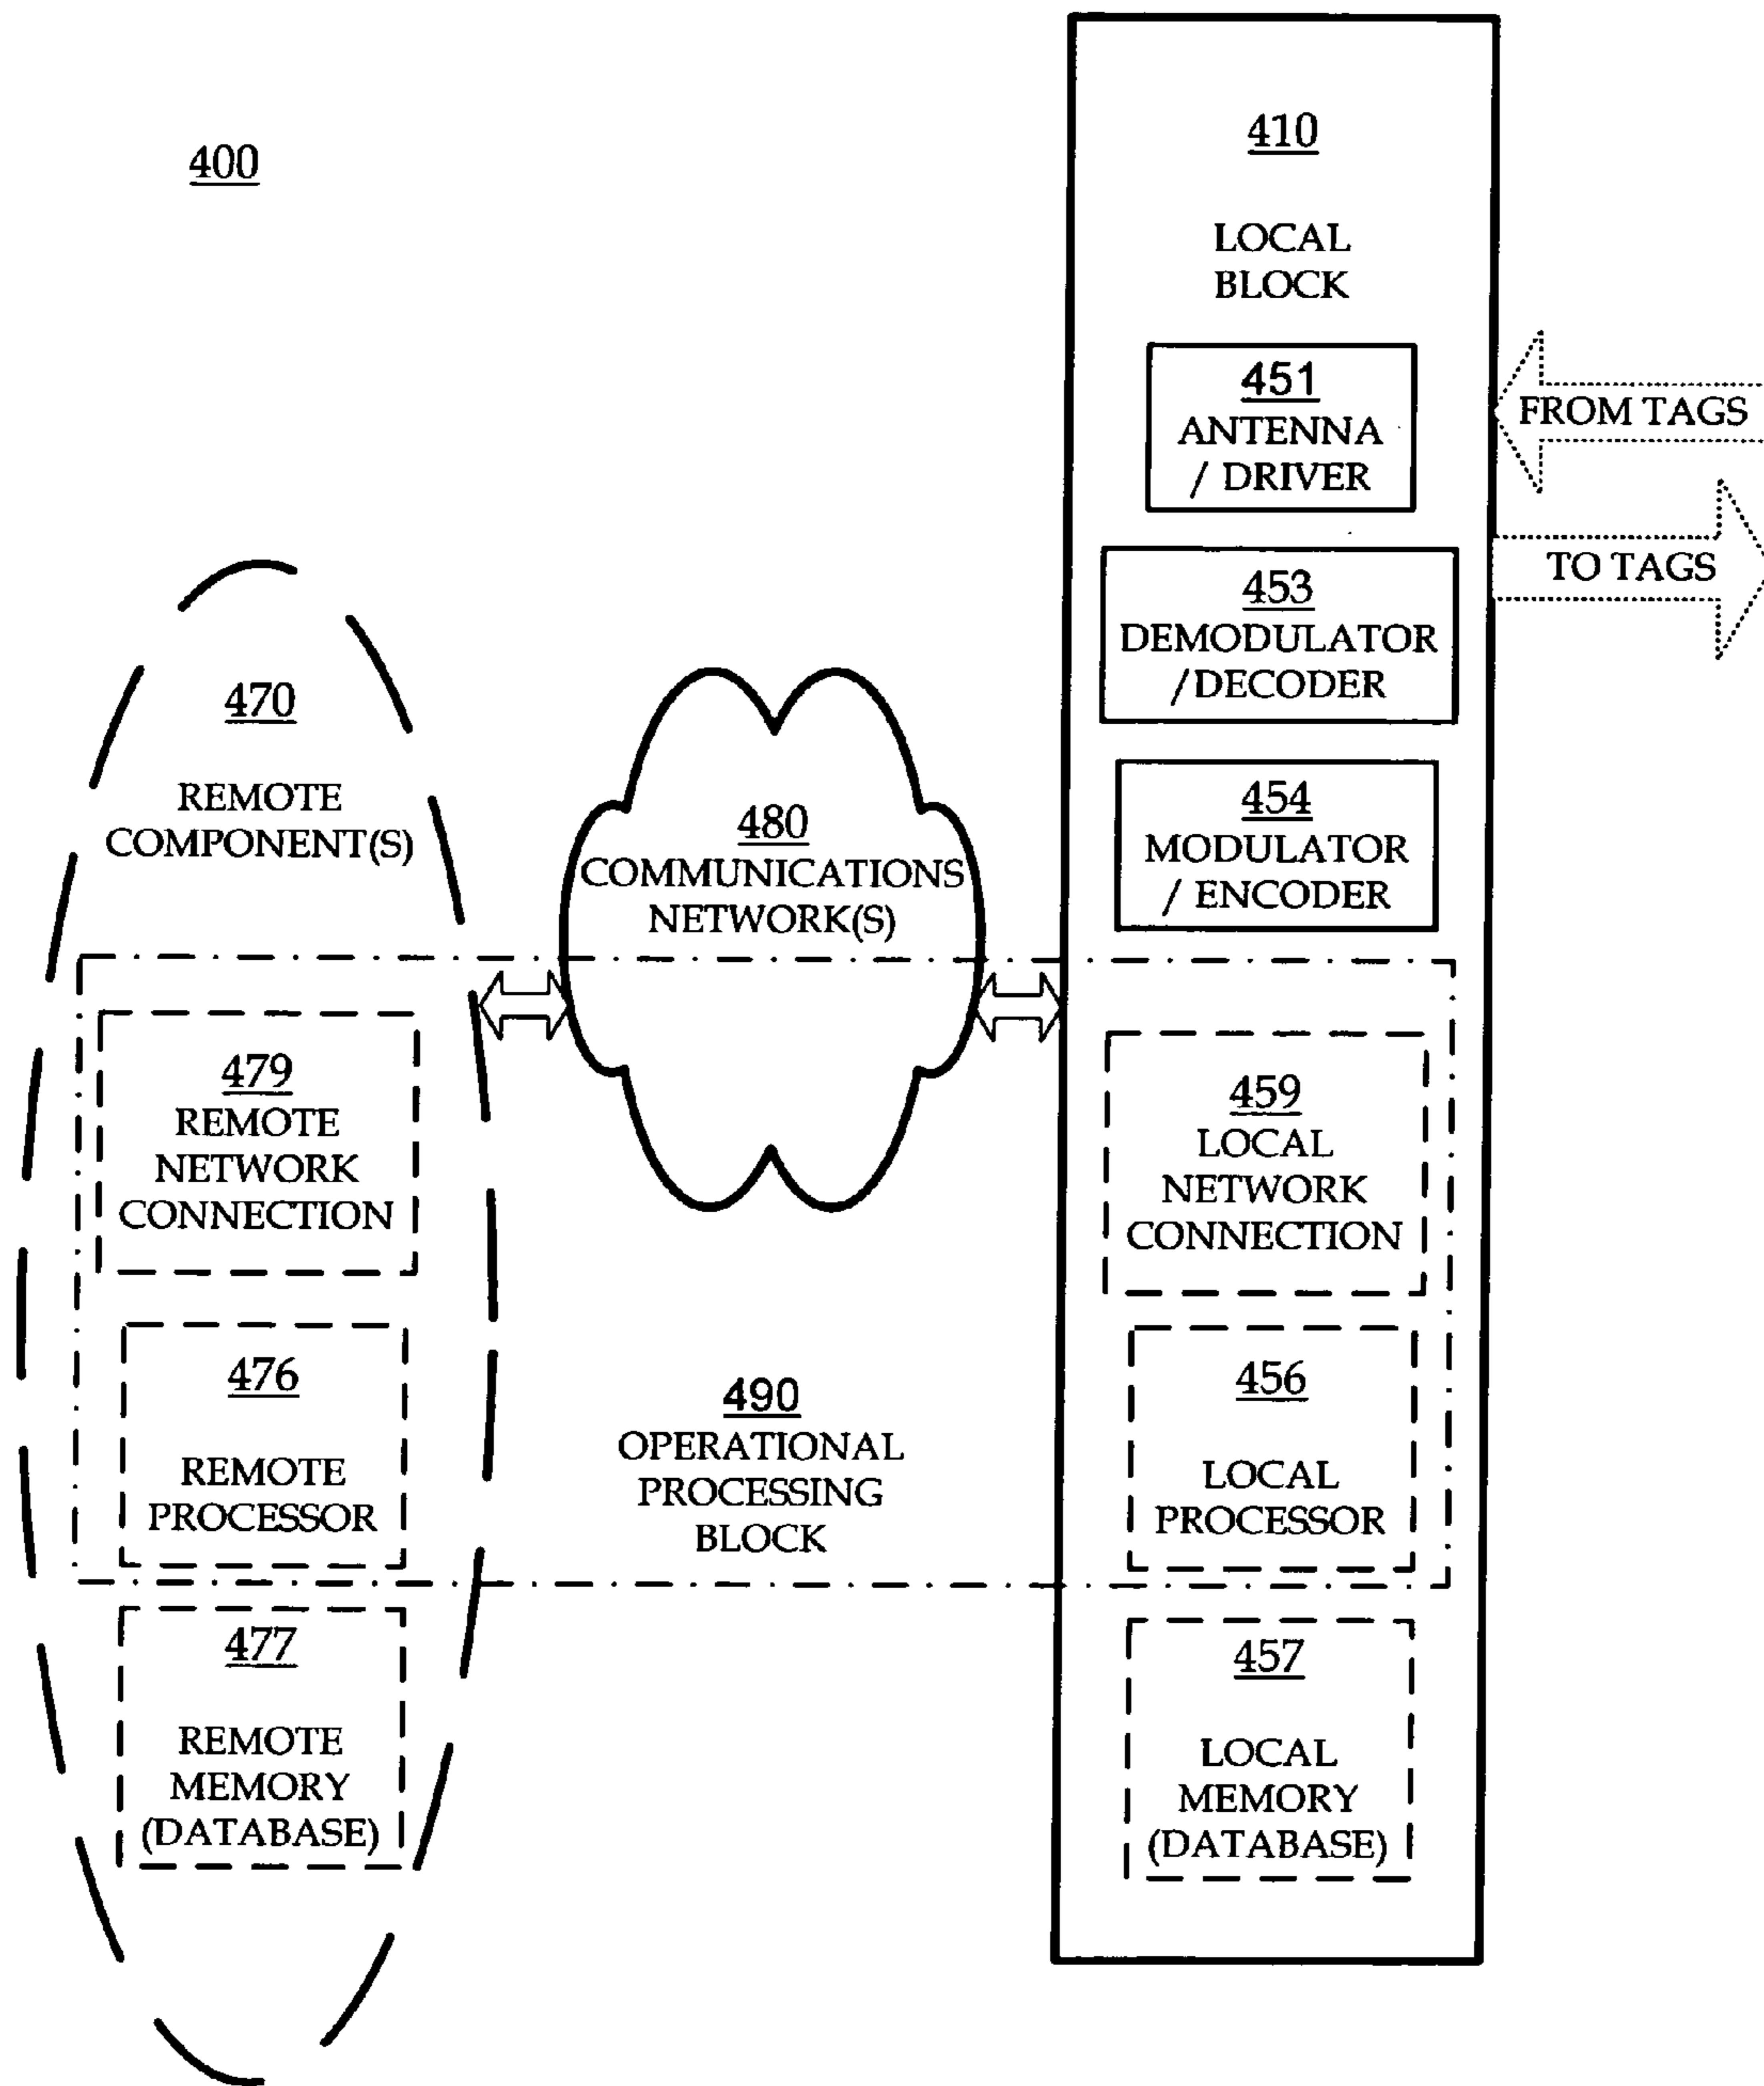 400
410
LOCAL
BLOCK
451
ANTENNA
/ DRIVER
FROM TAGS
TO TAGS
453
DEMODULATOR
/DECODER
454
MODULATOR
/ ENCODER
470
REMOTE
COMPONENT(S)
480
COMMUNICATIONS
NETWORK(S)
479
REMOTE
NETWORK
CONNECTION
459
LOCAL
NETWORK
CONNECTION
476
REMOTE
PROCESSOR
490
OPERATIONAL
PROCESSING
BLOCK
456
LOCAL
PROCESSOR
477
REMOTE
MEMORY
(DATABASE)
457
LOCAL
MEMORY
(DATABASE)